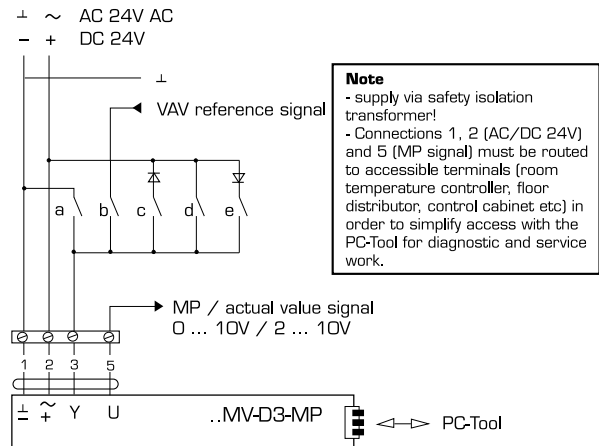 ⊥ ~ AC 24V AC
– + DC 24V
⊥
VAV reference signal
a b c d e
Note
- supply via safety isolation
transformer!
- Connections 1, 2 (AC/DC 24V)
and 5 (MP signal) must be routed
to accessible terminals (room
temperature controller, floor
distributor, control cabinet etc) in
order to simplify access with the
PC-Tool for diagnostic and service
work.
MP / actual value signal
0 ... 10V / 2 ... 10V
1 2 3 5
⊥ ~ Y U ..MV-D3-MP PC-Tool
– +